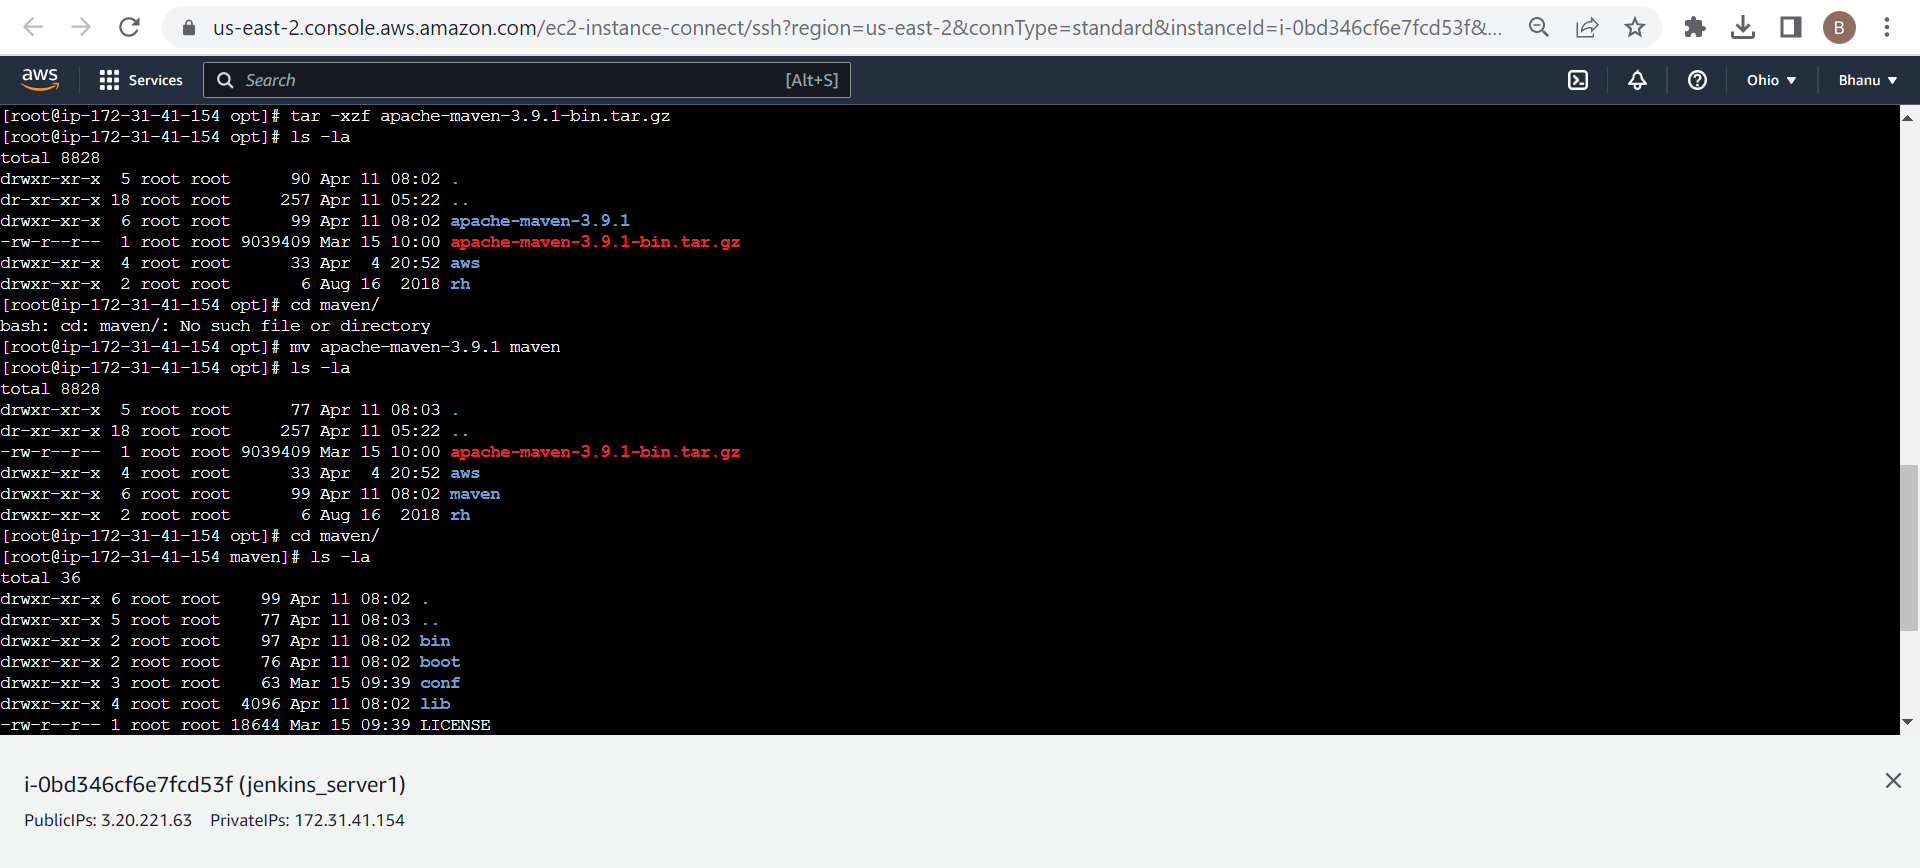 us-east-2.console.aws.amazon.com/ec2-instance-connect/ssh?region=us-east-2&connType=standard&instanceId=i-0bd346cf6e7fcd53f&...
B
aws Services Search [Alt+S] Ohio Bhanu
[root@ip-172-31-41-154 opt]# tar -xzf apache-maven-3.9.1-bin.tar.gz
[root@ip-172-31-41-154 opt]# ls -la
total 8828
drwxr-xr-x  5 root root      90 Apr 11 08:02 .
dr-xr-xr-x 18 root root     257 Apr 11 05:22 ..
drwxr-xr-x  6 root root      99 Apr 11 08:02 apache-maven-3.9.1
-rw-r--r--  1 root root 9039409 Mar 15 10:00 apache-maven-3.9.1-bin.tar.gz
drwxr-xr-x  4 root root      33 Apr  4 20:52 aws
drwxr-xr-x  2 root root       6 Aug 16  2018 rh
[root@ip-172-31-41-154 opt]# cd maven/
bash: cd: maven/: No such file or directory
[root@ip-172-31-41-154 opt]# mv apache-maven-3.9.1 maven
[root@ip-172-31-41-154 opt]# ls -la
total 8828
drwxr-xr-x  5 root root      77 Apr 11 08:03 .
dr-xr-xr-x 18 root root     257 Apr 11 05:22 ..
-rw-r--r--  1 root root 9039409 Mar 15 10:00 apache-maven-3.9.1-bin.tar.gz
drwxr-xr-x  4 root root      33 Apr  4 20:52 aws
drwxr-xr-x  6 root root      99 Apr 11 08:02 maven
drwxr-xr-x  2 root root       6 Aug 16  2018 rh
[root@ip-172-31-41-154 opt]# cd maven/
[root@ip-172-31-41-154 maven]# ls -la
total 36
drwxr-xr-x 6 root root    99 Apr 11 08:02 .
drwxr-xr-x 5 root root    77 Apr 11 08:03 ..
drwxr-xr-x 2 root root    97 Apr 11 08:02 bin
drwxr-xr-x 2 root root    76 Apr 11 08:02 boot
drwxr-xr-x 3 root root    63 Mar 15 09:39 conf
drwxr-xr-x 4 root root  4096 Apr 11 08:02 lib
-rw-r--r-- 1 root root 18644 Mar 15 09:39 LICENSE
i-0bd346cf6e7fcd53f (jenkins_server1)
PublicIPs: 3.20.221.63 PrivateIPs: 172.31.41.154